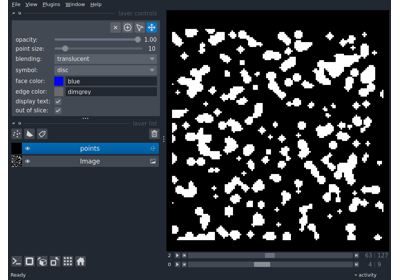 File View Plugins Window Help
layer controls
opacity: 1.00
point size: 10
blending: translucent
symbol: disc
face color: blue
edge color: dimgrey
display text:
out of slice:
layer list
points
Image
2 63 127
0 4 9
Ready activity